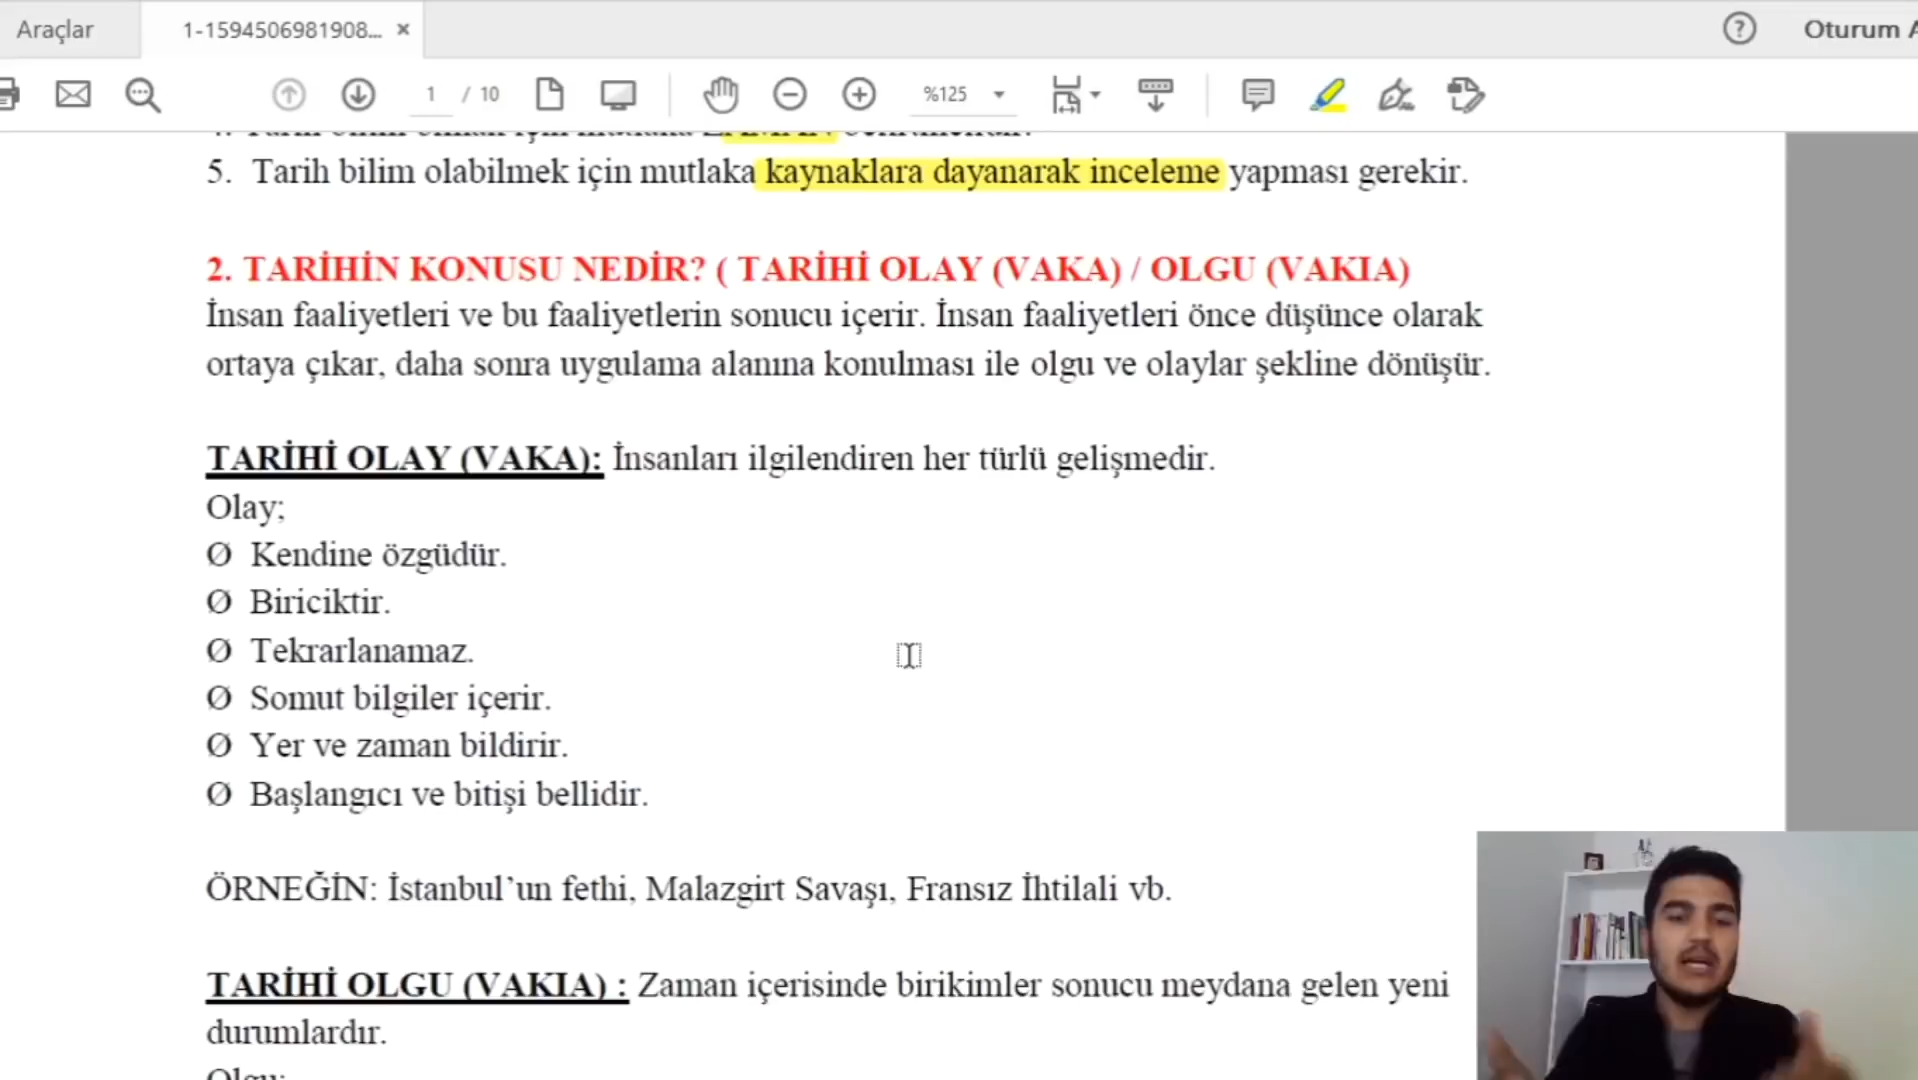 Araçlar
1-1594506981908... ×
Oturum A
1 / 10
%125
5. Tarih bilim olabilmek için mutlaka kaynaklara dayanarak inceleme yapması gerekir.
2. TARİHİN KONUSU NEDİR? ( TARİHİ OLAY (VAKA) / OLGU (VAKIA)
İnsan faaliyetleri ve bu faaliyetlerin sonucu içerir. İnsan faaliyetleri önce düşünce olarak
ortaya çıkar, daha sonra uygulama alanına konulması ile olgu ve olaylar şekline dönüşür.
TARİHİ OLAY (VAKA): İnsanları ilgilendiren her türlü gelişmedir.
Olay;
Ø Kendine özgüdür.
Ø Biriciktir.
Ø Tekrarlanamaz.
Ø Somut bilgiler içerir.
Ø Yer ve zaman bildirir.
Ø Başlangıcı ve bitişi bellidir.
ÖRNEĞİN: İstanbul’un fethi, Malazgirt Savaşı, Fransız İhtilali vb.
TARİHİ OLGU (VAKIA) : Zaman içerisinde birikimler sonucu meydana gelen yeni
durumlardır.
Olgu;